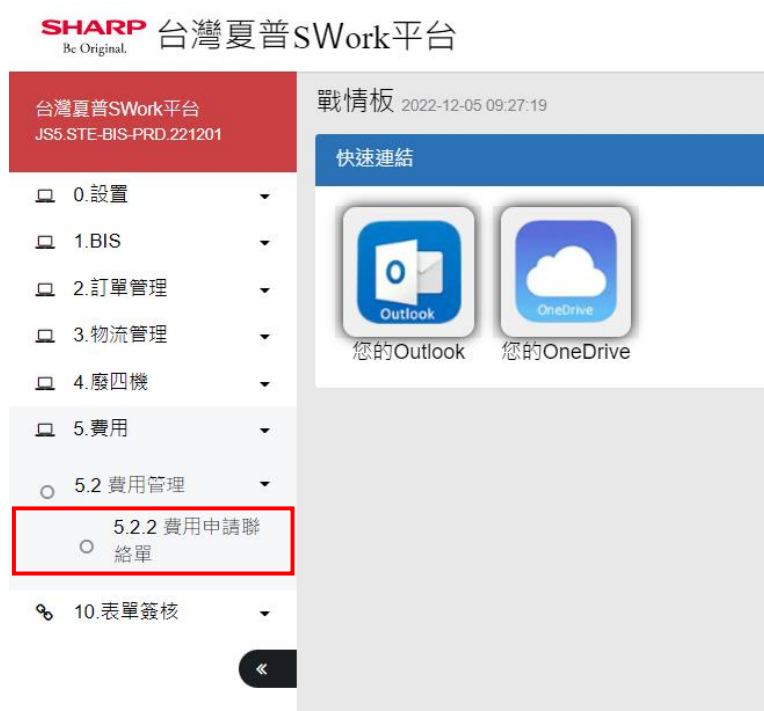 SHARP
Be Original.
台灣夏普SWork平台
台灣夏普SWork平台
JS5.STE-BIS-PRD.221201
戰情板 2022-12-05 09:27:19
快速連結
0.設置
1.BIS
2.訂單管理
3.物流管理
4.廢四機
5.費用
5.2 費用管理
5.2.2 費用申請聯
絡單
10.表單簽核
O
Outlook
OneDrive
您的Outlook
您的OneDrive